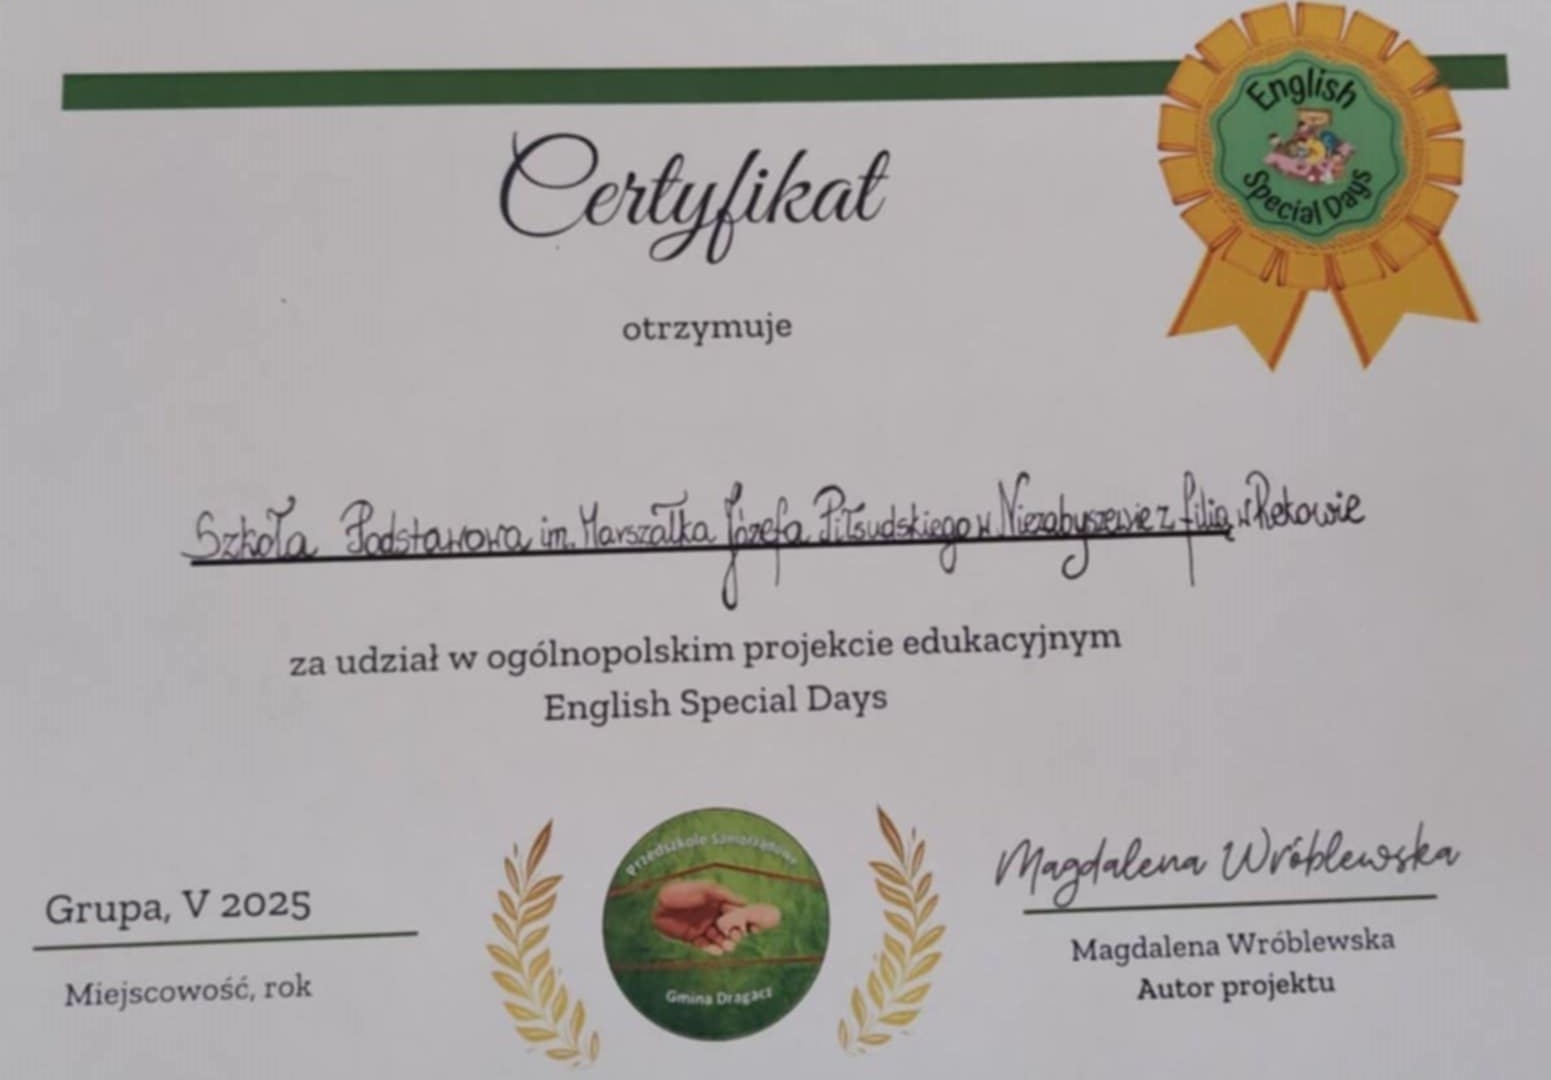 English
Special Days
Certyfikat
otrzymuje
Szkoła Podstawowa im. Marszałka Józefa Piłsudskiego w Niezabyszewie z filią w Rekowie
za udział w ogólnopolskim projekcie edukacyjnym
English Special Days
Przedszkole Samorządowe
Gmina Dragacz
Grupa, V 2025
Miejscowość, rok
Magdalena Wróblewska
Magdalena Wróblewska
Autor projektu